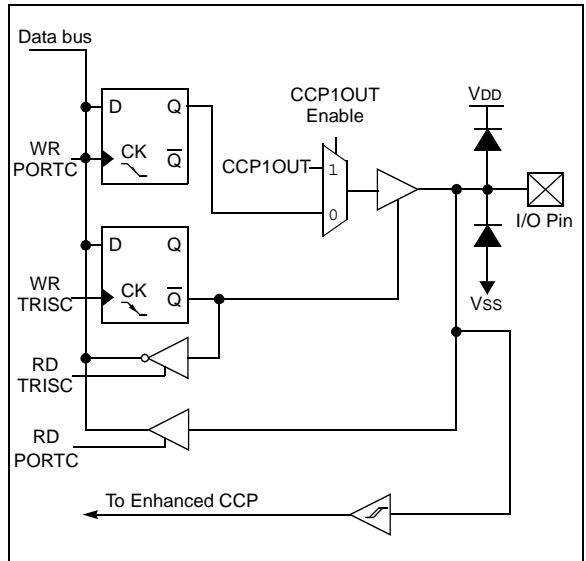 Data bus
D Q
WR
PORTC
CK Q
CCP1OUT
Enable
CCP1OUT
1
0
VDD
I/O Pin
VSS
D Q
WR
TRISC
CK Q
RD
TRISC
RD
PORTC
To Enhanced CCP